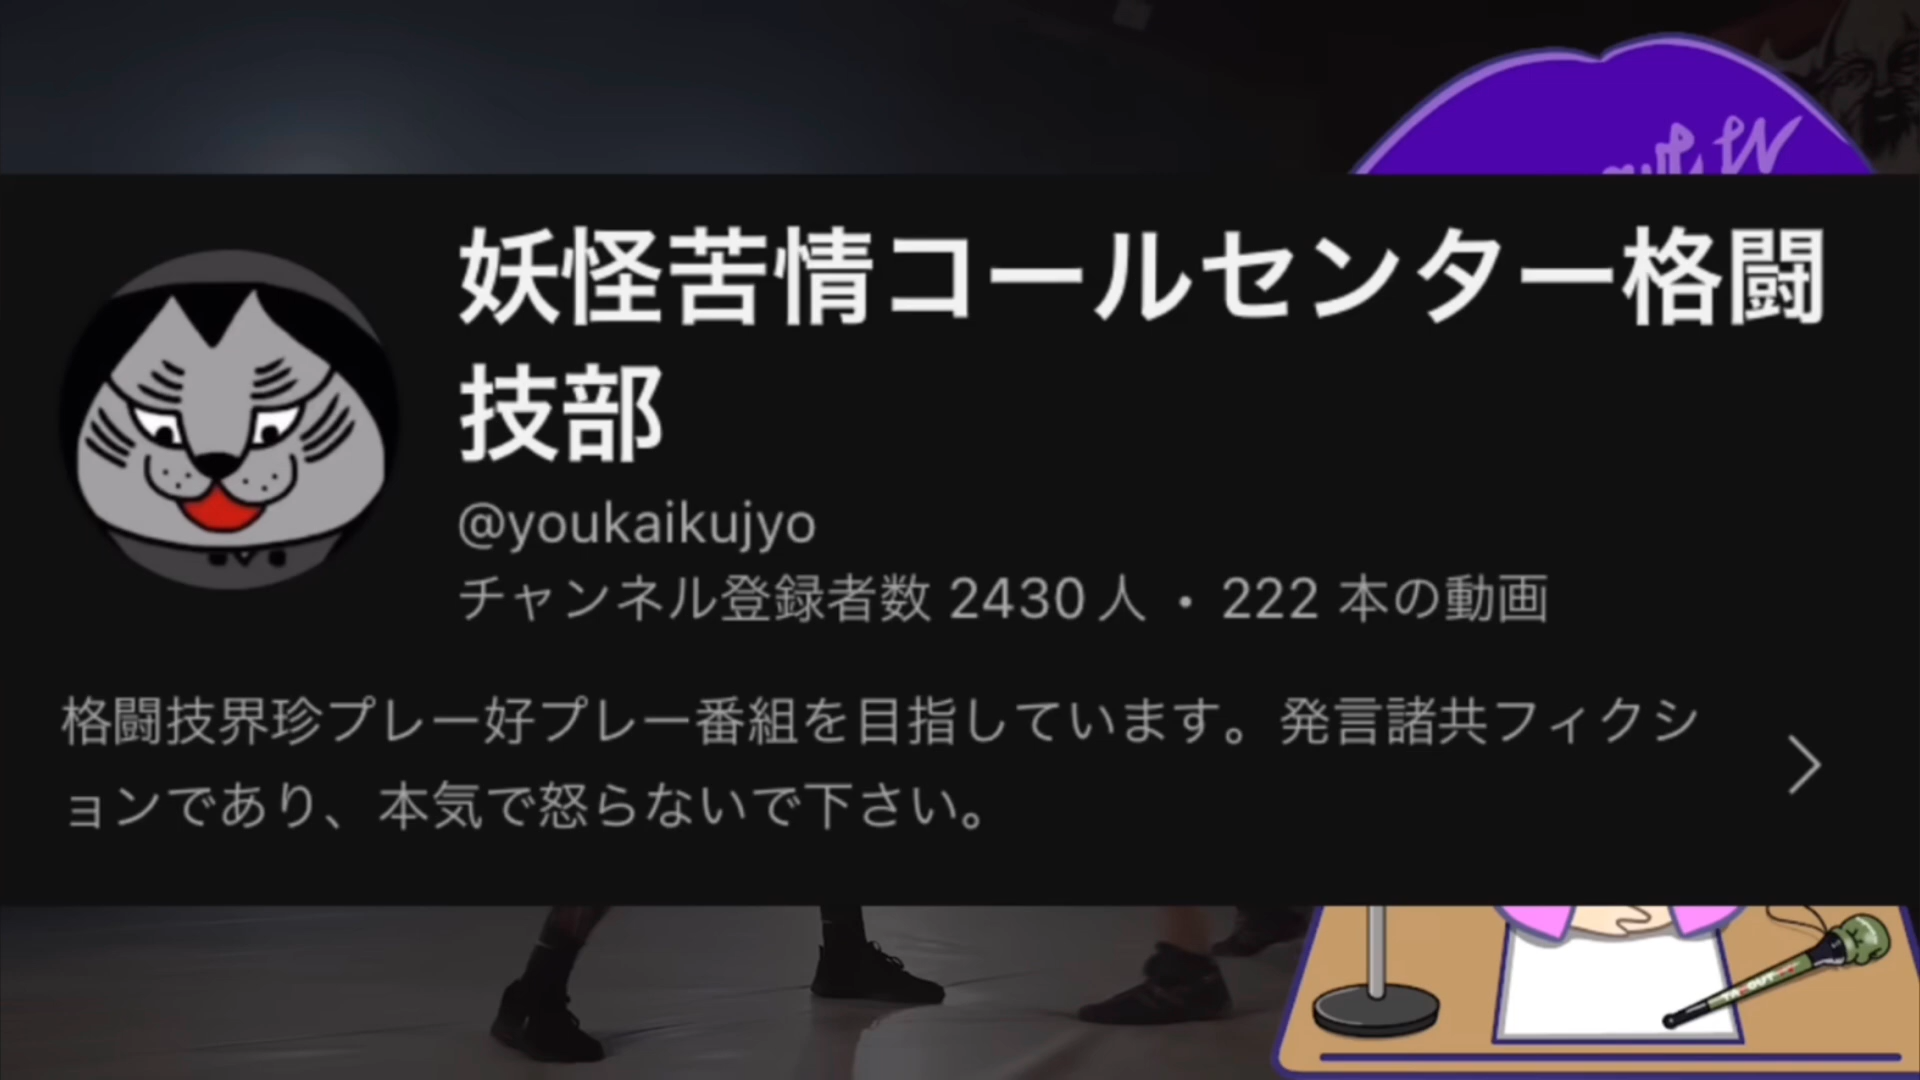 妖怪苦情コールセンター格闘
技部
@youkaikujyo
チャンネル登録者数 2430 人・222 本の動画
格闘技界珍プレー好プレー番組を目指しています。発言諸共フィクシ
ョンであり、本気で怒らないで下さい。